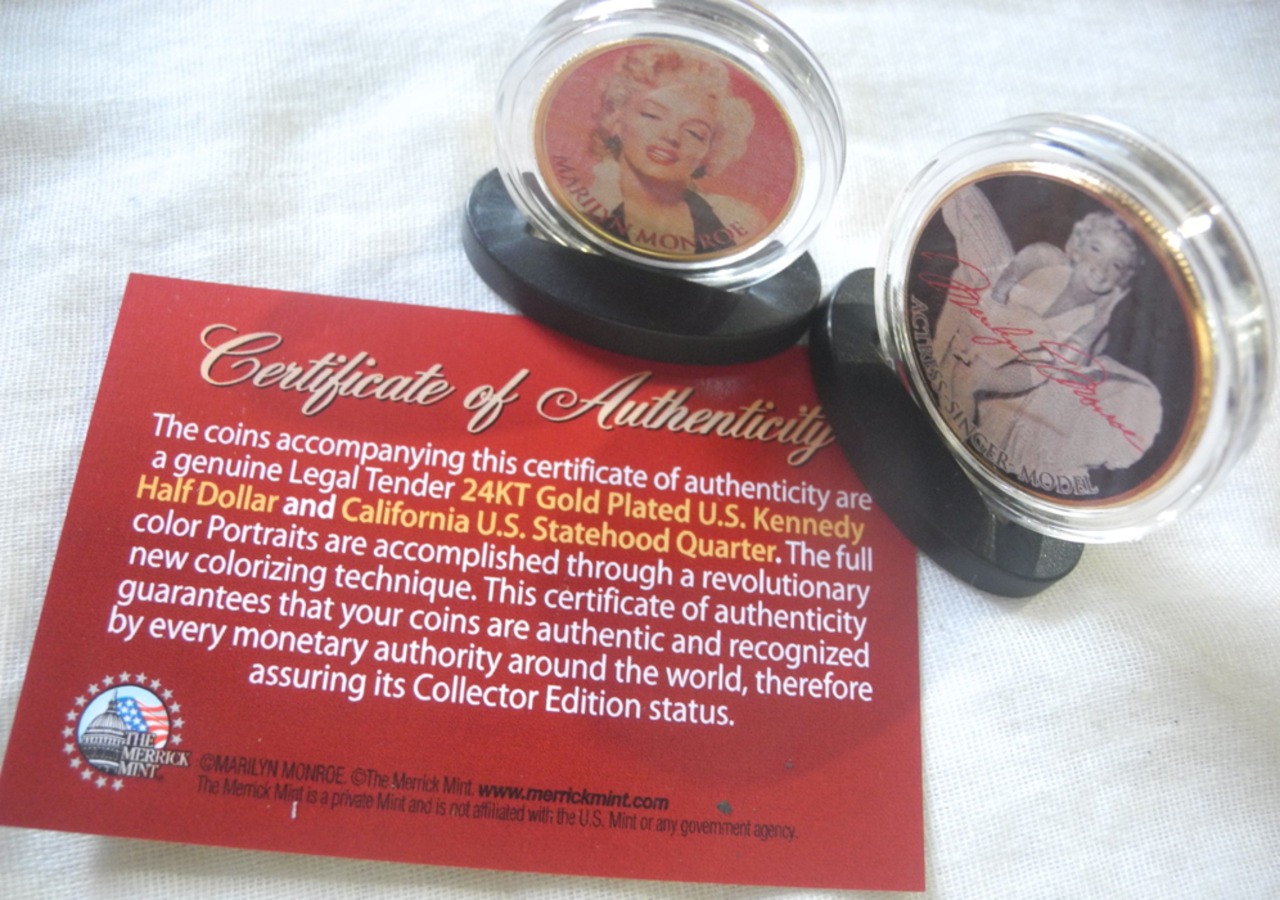 MARILYN MONROE
Marilyn Monroe
ACTRESS-SINGER-MODEL
Certificate of Authenticity
The coins accompanying this certificate of authenticity are
a genuine Legal Tender 24KT Gold Plated U.S. Kennedy
Half Dollar and California U.S. Statehood Quarter. The full
color Portraits are accomplished through a revolutionary
new colorizing technique. This certificate of authenticity
guarantees that your coins are authentic and recognized
by every monetary authority around the world, therefore
assuring its Collector Edition status.
THE
MERRICK
MINT
©MARILYN MONROE. ©The Merrick Mint. www.merrickmint.com
The Merrick Mint is a private Mint and is not affiliated with the U.S. Mint or any government agency.